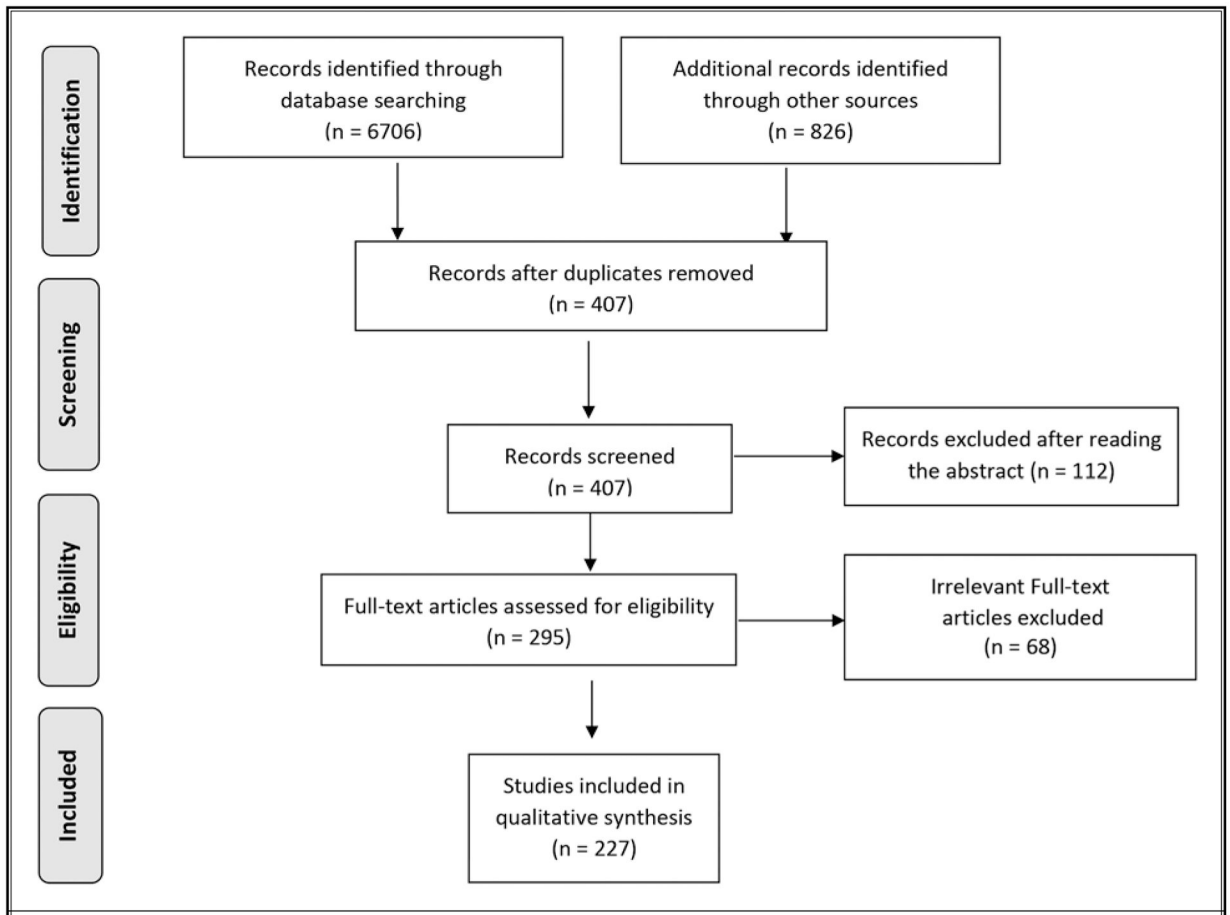 Identification
Records identified through
database searching
(n = 6706)
Additional records identified
through other sources
(n = 826)
Records after duplicates removed
(n = 407)
Screening
Records screened
(n = 407)
Records excluded after reading
the abstract (n = 112)
Eligibility
Full-text articles assessed for eligibility
(n = 295)
Irrelevant Full-text
articles excluded
(n = 68)
Included
Studies included in
qualitative synthesis
(n = 227)